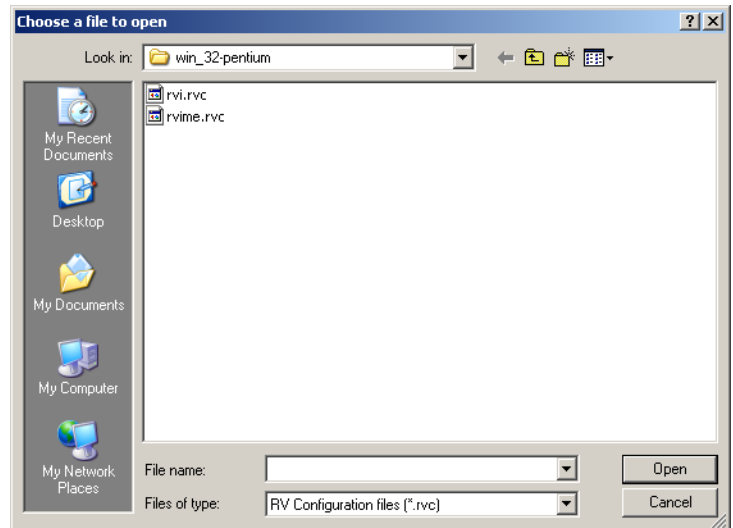 Choose a file to open
Look in: win_32-pentium
My Recent
Documents
Desktop
My Documents
My Computer
My Network
Places
rvi.rvc
rvime.rvc
File name: Open
Files of type: RV Configuration files (*.rvc) Cancel